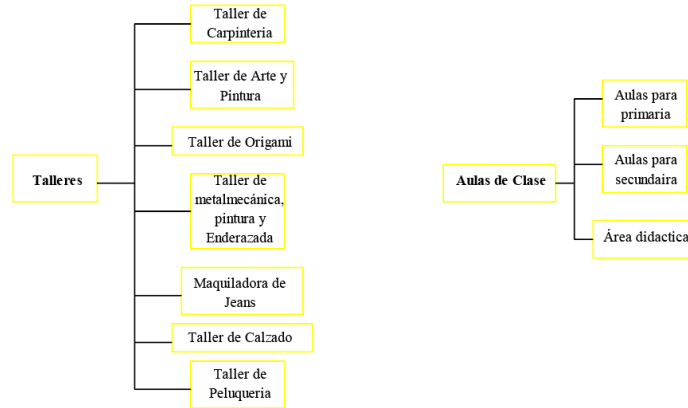 Taller de
Carpinteria
Taller de Arte y
Pintura
Taller de Origami
Talleres
Taller de
metalmecánica,
pintura y
Enderazada
Maquiladora de
Jeans
Taller de Calzado
Taller de
Peluqueria
Aulas para
primaria
Aulas de Clase
Aulas para
secundaira
Área didactica